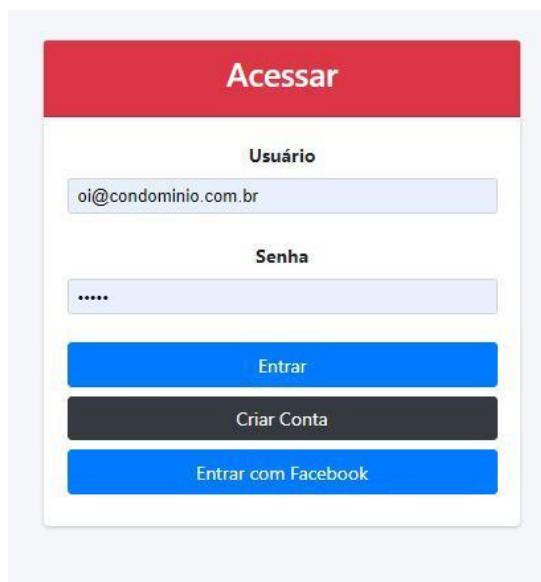 Acessar
Usuário
oi@condominio.com.br
Senha
•••••
Entrar
Criar Conta
Entrar com Facebook